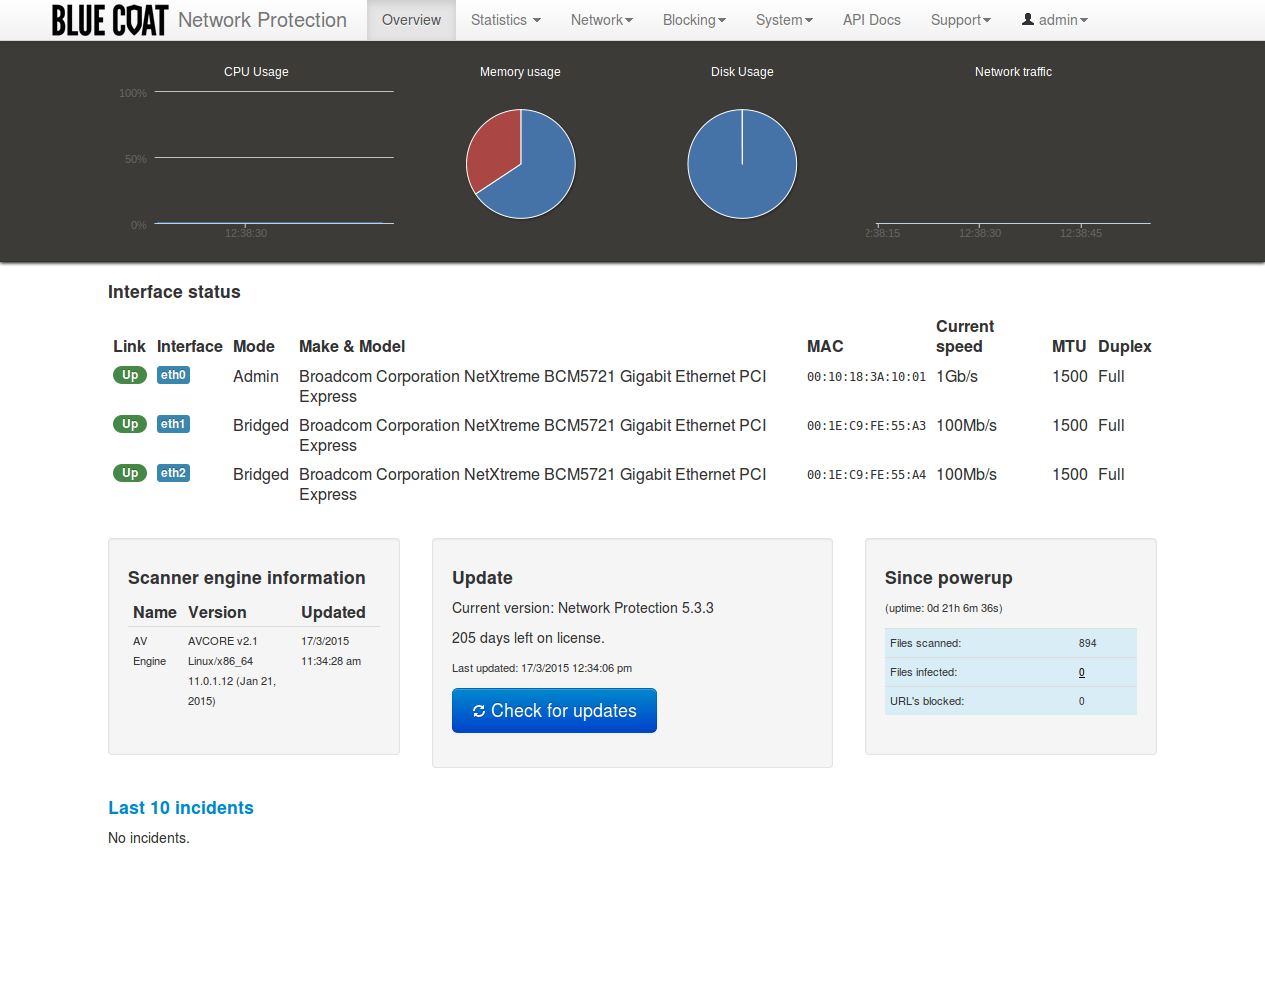 BLUE COAT Network Protection Overview Statistics Network Blocking System API Docs Support admin
CPU Usage Memory usage Disk Usage Network traffic
100%
50%
0%
12:38:30 2:38:15 12:38:30 12:38:45
Interface status
Link Interface Mode Make & Model MAC Current speed MTU Duplex
Up eth0 Admin Broadcom Corporation NetXtreme BCM5721 Gigabit Ethernet PCI 00:10:18:3A:10:01 1Gb/s 1500 Full
Express
Up eth1 Bridged Broadcom Corporation NetXtreme BCM5721 Gigabit Ethernet PCI 00:1E:C9:FE:55:A3 100Mb/s 1500 Full
Express
Up eth2 Bridged Broadcom Corporation NetXtreme BCM5721 Gigabit Ethernet PCI 00:1E:C9:FE:55:A4 100Mb/s 1500 Full
Express
Scanner engine information
Name Version Updated
AV AVCORE v2.1 17/3/2015
Engine Linux/x86_64 11:34:28 am
11.0.1.12 (Jan 21,
2015)
Update
Current version: Network Protection 5.3.3
205 days left on license.
Last updated: 17/3/2015 12:34:06 pm
Check for updates
Since powerup
(uptime: 0d 21h 6m 36s)
Files scanned: 894
Files infected: 0
URL's blocked: 0
Last 10 incidents
No incidents.